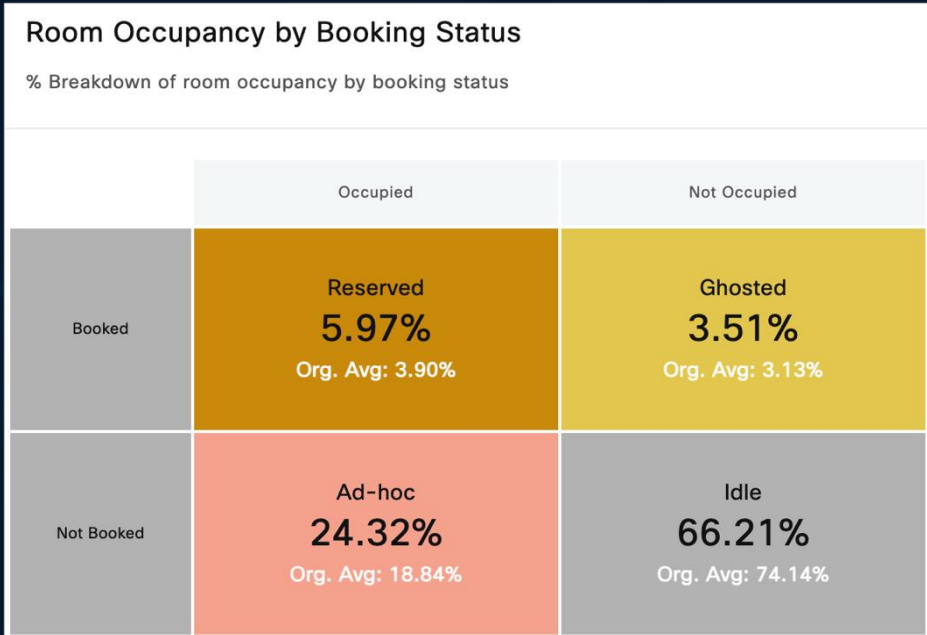 Room Occupancy by Booking Status
% Breakdown of room occupancy by booking status
Occupied
Not Occupied
Booked
Reserved
5.97%
Org. Avg: 3.90%
Ghosted
3.51%
Org. Avg: 3.13%
Not Booked
Ad-hoc
24.32%
Org. Avg: 18.84%
Idle
66.21%
Org. Avg: 74.14%